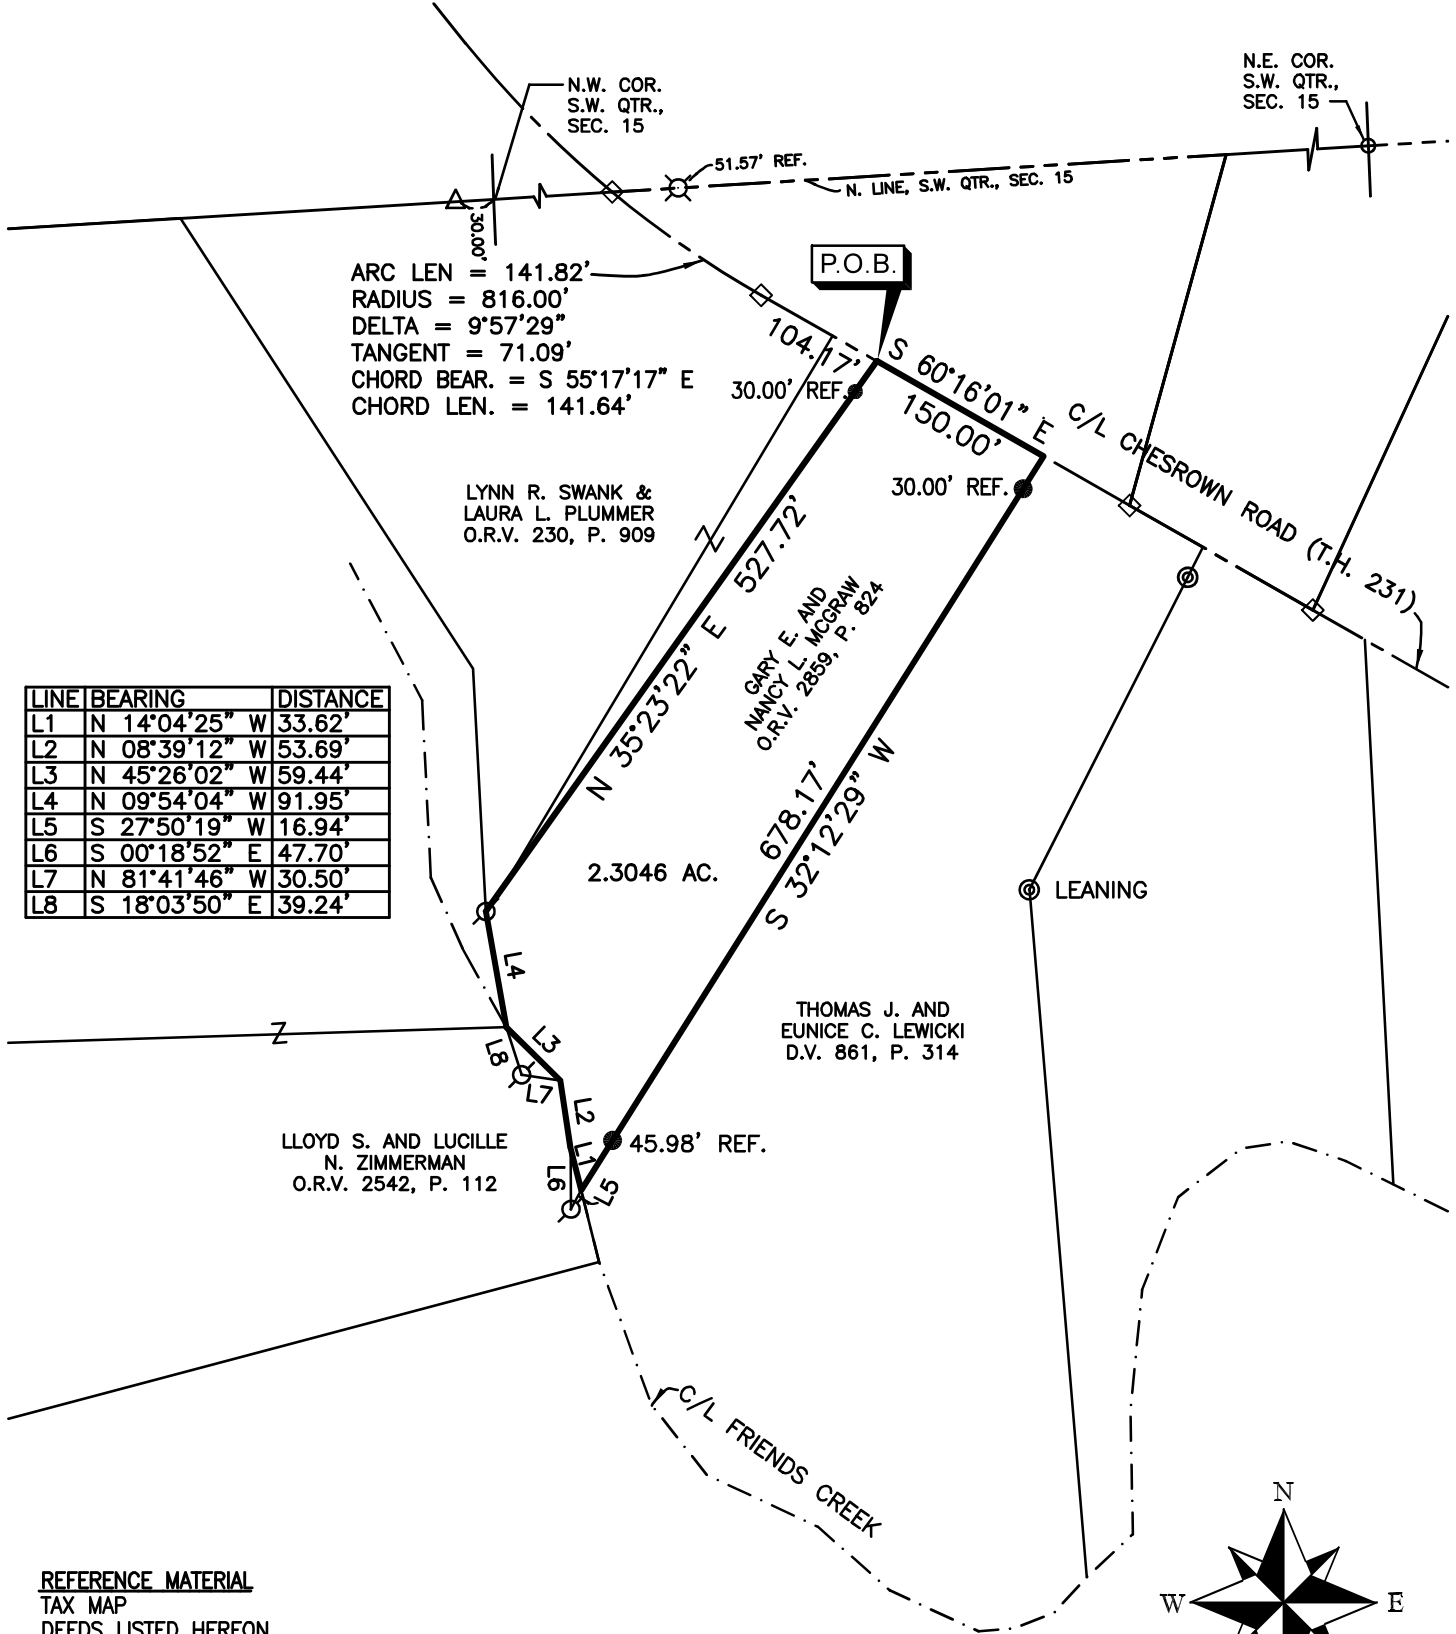 N.W. COR.
S.W. QTR.,
SEC. 15
N.E. COR.
S.W. QTR.,
SEC. 15
51.57' REF.
N. LINE, S.W. QTR., SEC. 15
30.00'
ARC LEN = 141.82'
RADIUS = 816.00'
DELTA = 9°57'29"
TANGENT = 71.09'
CHORD BEAR. = S 55°17'17" E
CHORD LEN. = 141.64'
P.O.B.
104.17'
S 60°16'01" E
150.00'
30.00' REF.
C/L CHESROWN ROAD (T.H. 231)
30.00' REF.
LYNN R. SWANK &
LAURA L. PLUMMER
O.R.V. 230, P. 909
Z
N 35°23'22" E 527.72'
GARY E. AND
NANCY L. MCGRAW
O.R.V. 2859, P. 824
678.17'
S 32°12'29" W
2.3046 AC.
LINE BEARING DISTANCE
L1 N 14°04'25" W 33.62'
L2 N 08°39'12" W 53.69'
L3 N 45°26'02" W 59.44'
L4 N 09°54'04" W 91.95'
L5 S 27°50'19" W 16.94'
L6 S 00°18'52" E 47.70'
L7 N 81°41'46" W 30.50'
L8 S 18°03'50" E 39.24'
LEANING
L4
Z
L3
L8
L7
THOMAS J. AND
EUNICE C. LEWICKI
D.V. 861, P. 314
L2
L1
45.98' REF.
LLOYD S. AND LUCILLE
N. ZIMMERMAN
O.R.V. 2542, P. 112
L6
L5
C/L FRIENDS CREEK
N
W
E
REFERENCE MATERIAL
TAX MAP
DEEDS LISTED HEREON